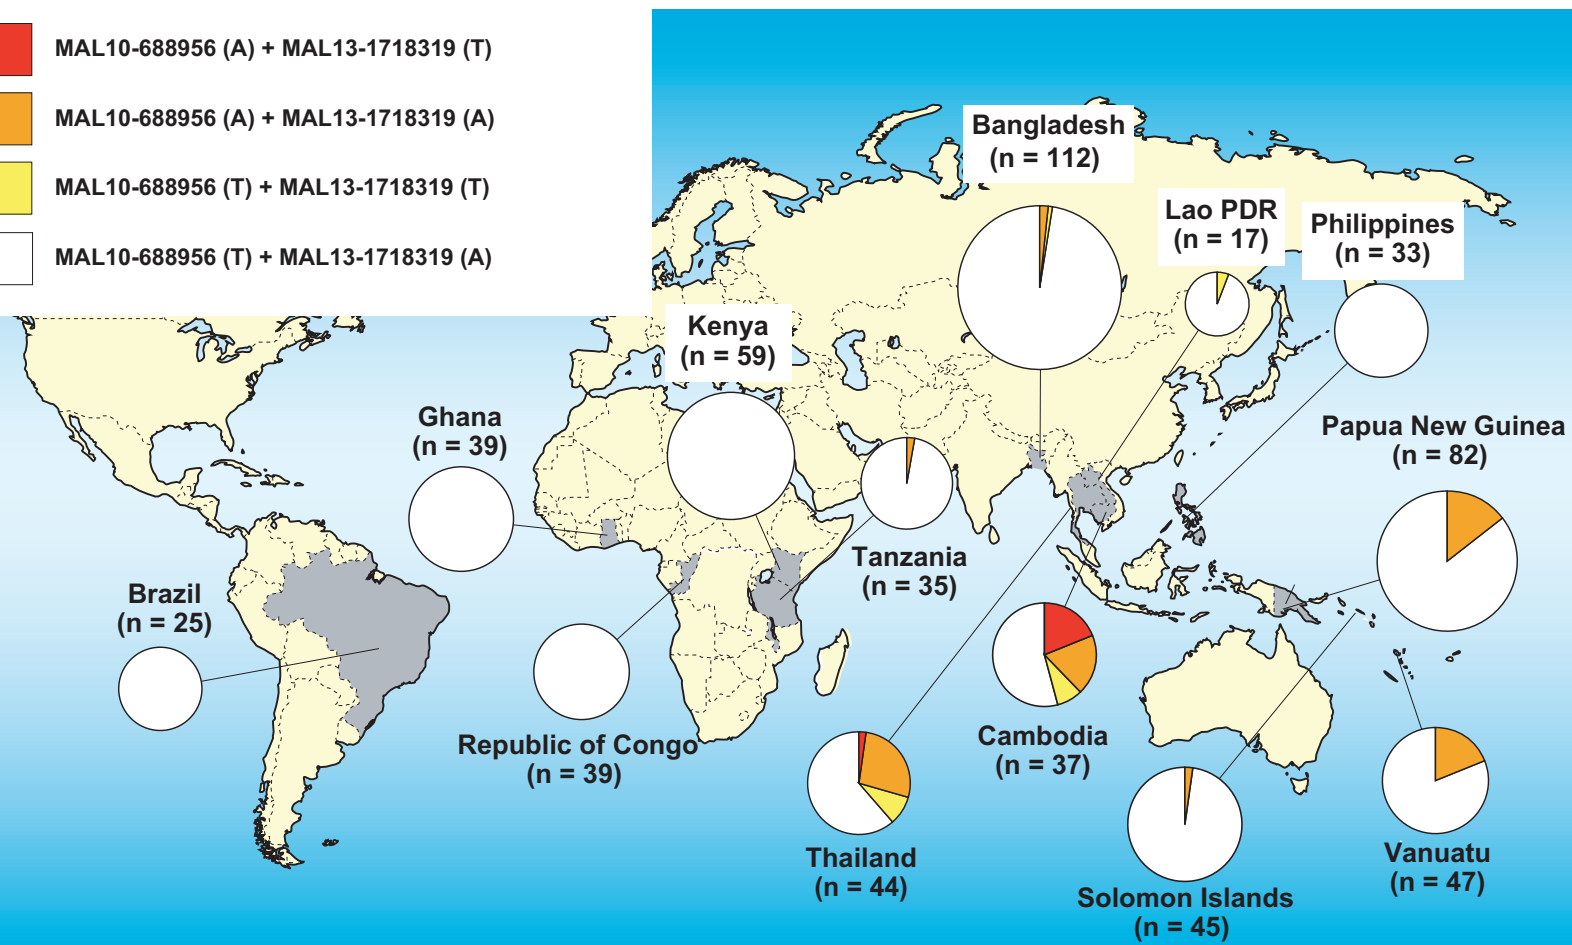 MAL10-688956 (A) + MAL13-1718319 (T)
MAL10-688956 (A) + MAL13-1718319 (A)
MAL10-688956 (T) + MAL13-1718319 (T)
MAL10-688956 (T) + MAL13-1718319 (A)
Bangladesh
(n = 112)
Lao PDR
(n = 17)
Philippines
(n = 33)
Kenya
(n = 59)
Ghana
(n = 39)
Papua New Guinea
(n = 82)
Tanzania
(n = 35)
Brazil
(n = 25)
Republic of Congo
(n = 39)
Cambodia
(n = 37)
Thailand
(n = 44)
Solomon Islands
(n = 45)
Vanuatu
(n = 47)